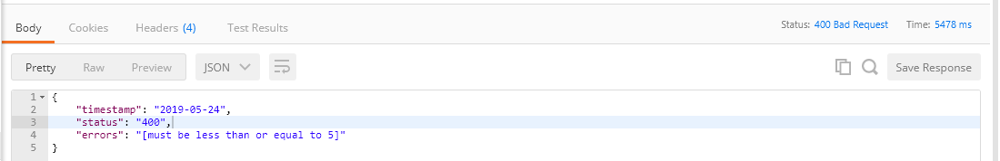 Body Cookies Headers (4) Test Results Status: 400 Bad Request Time: 5478 ms
Pretty Raw Preview JSON Save Response
1 {
2 "timestamp": "2019-05-24",
3 "status": "400",
4 "errors": "[must be less than or equal to 5]"
5 }